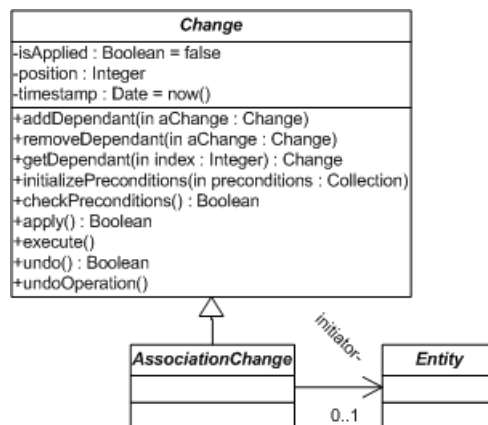 Change
-isApplied : Boolean = false
-position : Integer
-timestamp : Date = now()
+addDependant(in aChange : Change)
+removeDependant(in aChange : Change)
+getDependant(in index : Integer) : Change
+initializePreconditions(in preconditions : Collection)
+checkPreconditions() : Boolean
+apply() : Boolean
+execute()
+undo() : Boolean
+undoOperation()
initiator-
AssociationChange
Entity
0..1